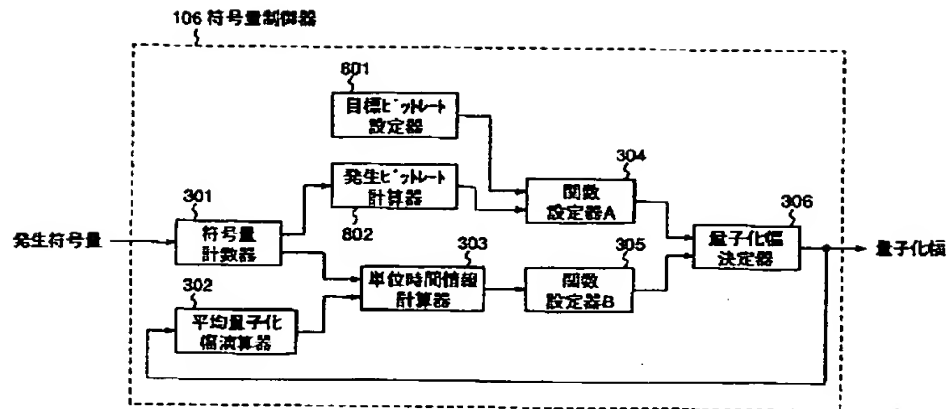 106 符号量制御器
801
目標ビットレート
設定器
304
発生ビットレート
計算器
関数
設定器A
301
306
符号量
計数器
802
発生符号量
303
305
量子化幅
決定器
量子化幅
単位時間情報
計算器
関数
設定器B
302
平均量子化
幅演算器